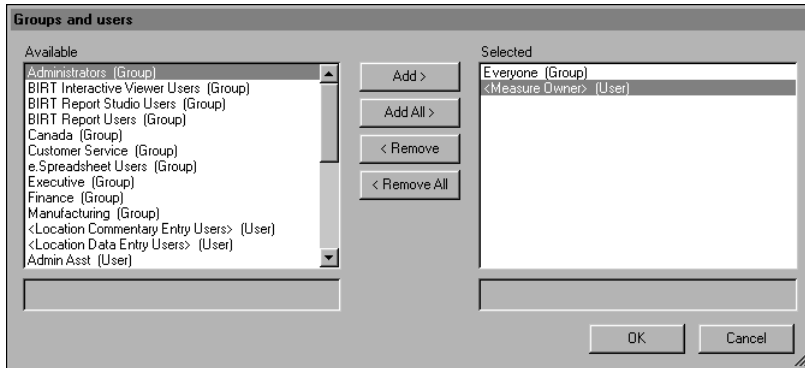 Groups and users
Available
Administrators (Group)
BIRT Interactive Viewer Users (Group)
BIRT Report Studio Users (Group)
BIRT Report Users (Group)
Canada (Group)
Customer Service (Group)
e.Spreadsheet Users (Group)
Executive (Group)
Finance (Group)
Manufacturing (Group)
<Location Commentary Entry Users> (User)
<Location Data Entry Users> (User)
Admin Asst (User)
Add >
Add All >
< Remove
< Remove All
Selected
Everyone (Group)
<Measure Owner> (User)
OK
Cancel